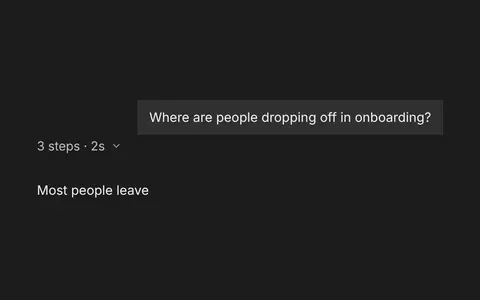 Where are people dropping off in onboarding?
3 steps · 2s
Most people leave